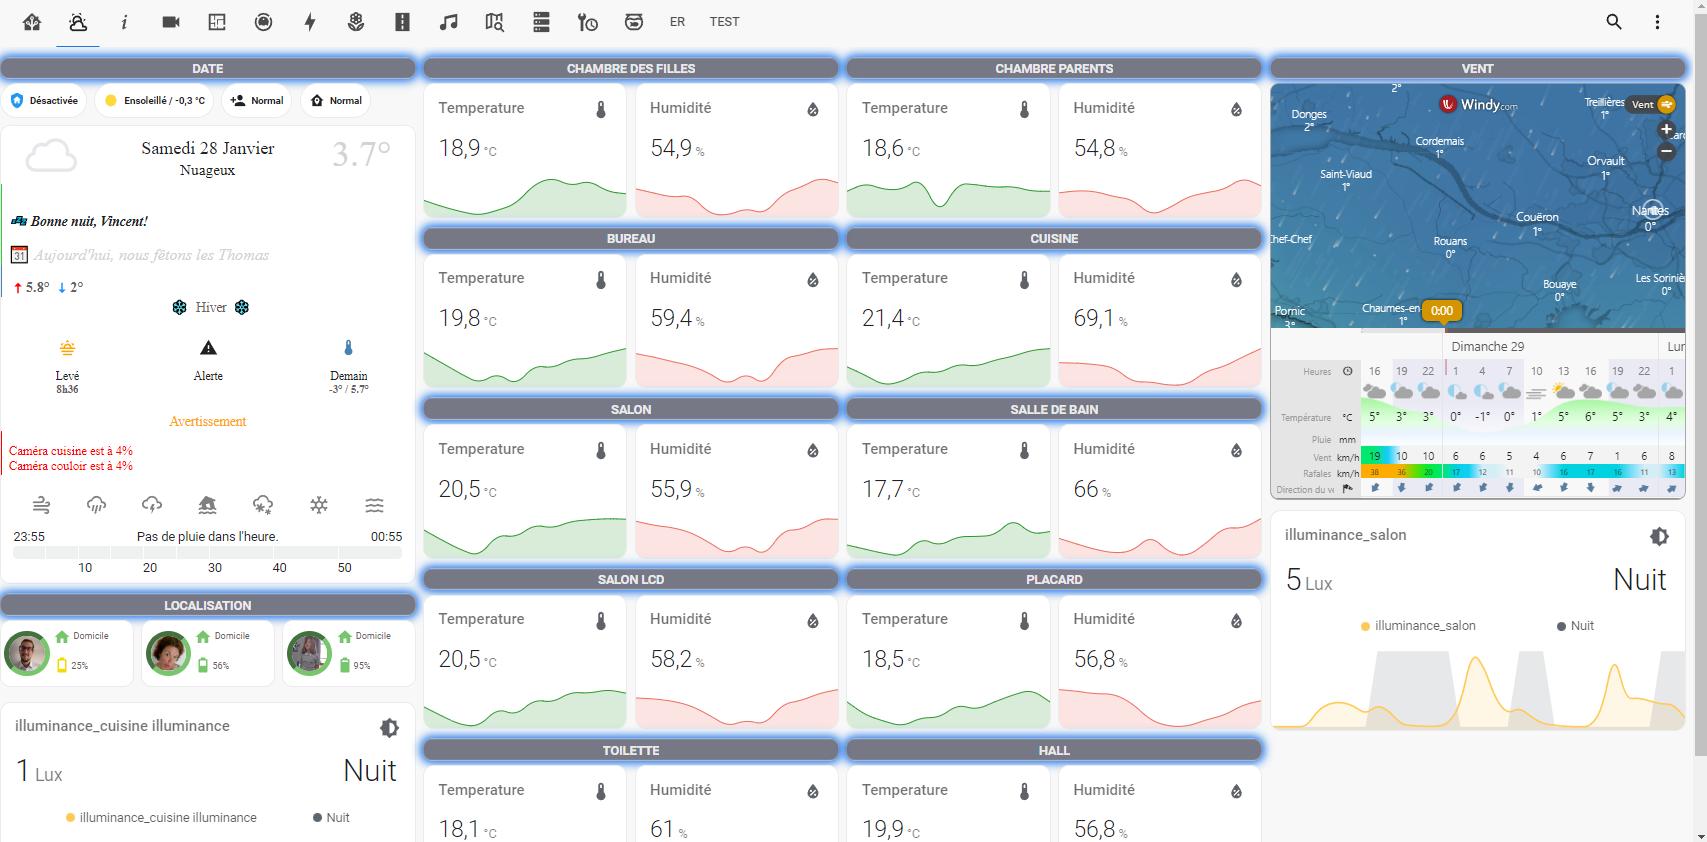 i
ER
TEST
DATE
Désactivée
Ensoleillé / -0,3 °C
Normal
Normal
Samedi 28 Janvier
Nuageux
3.7°
Bonne nuit, Vincent!
31
Aujourd'hui, nous fêtons les Thomas
5.8° 2°
Hiver
Levé
8h36
Alerte
Demain
-3° / 5.7°
Avertissement
Caméra cuisine est à 4%
Caméra couloir est à 4%
23:55
Pas de pluie dans l'heure.
00:55
10 20 30 40 50
LOCALISATION
Domicile
25%
Domicile
56%
Domicile
95%
illuminance_cuisine illuminance
1 Lux
Nuit
illuminance_cuisine illuminance
Nuit
CHAMBRE DES FILLES
Temperature
18,9 °C
Humidité
54,9 %
BUREAU
Temperature
19,8 °C
Humidité
59,4 %
SALON
Temperature
20,5 °C
Humidité
55,9 %
SALON LCD
Temperature
20,5 °C
Humidité
58,2 %
TOILETTE
Temperature
18,1 °C
Humidité
61 %
CHAMBRE PARENTS
Temperature
18,6 °C
Humidité
54,8 %
CUISINE
Temperature
21,4 °C
Humidité
69,1 %
SALLE DE BAIN
Temperature
17,7 °C
Humidité
66 %
PLACARD
Temperature
18,5 °C
Humidité
56,8 %
HALL
Temperature
19,9 °C
Humidité
56,8 %
VENT
2°
Windy.com
Treillières
1°
Vent
+
−
Donges
2°
Cordemais
1°
Orvault
1°
Saint-Viaud
1°
Couëron
1°
Nantes
0°
Chef-Chef
Rouans
0°
Bouaye
0°
Les Soriniè
0°
Pornic
3°
Chaumes-en-
1°
0:00
Dimanche 29
Lur
Heures 16 19 22 1 4 7 10 13 16 19 22 1
Température °C 5° 3° 3° 0° -1° 0° 1° 5° 6° 5° 3° 4°
Pluie mm
Vent km/h 19 10 10 6 6 5 4 6 7 1 6 8
Rafales km/h 38 36 20 17 12 11 10 16 17 16 11 13
Direction du v
illuminance_salon
5 Lux
Nuit
illuminance_salon
Nuit